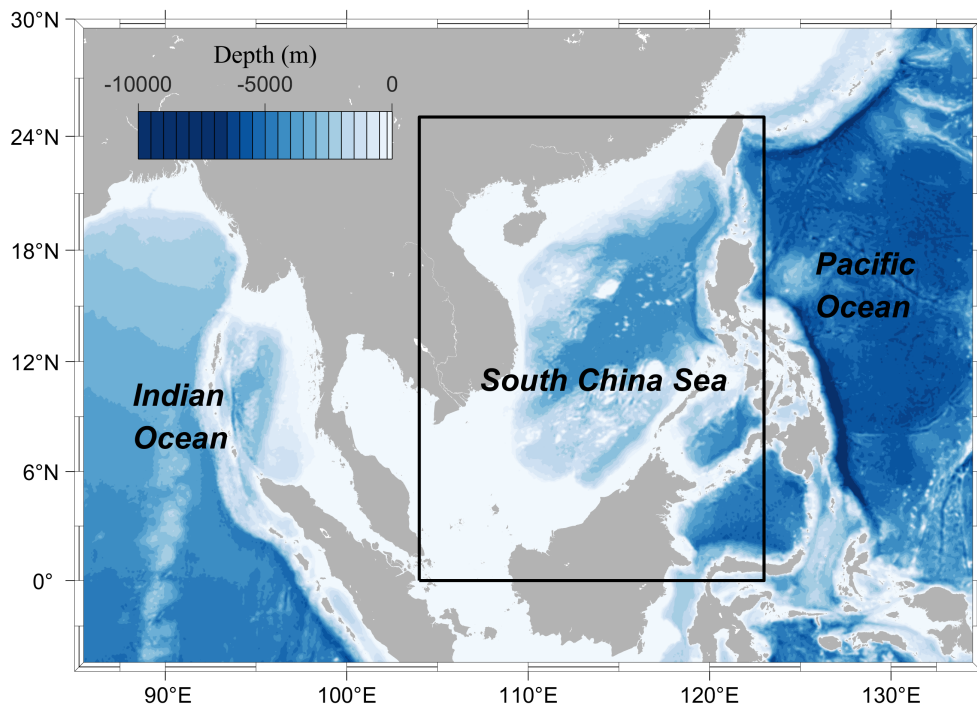 30°N
Depth (m)
-10000 -5000 0
24°N
18°N
Pacific
Ocean
12°N
South China Sea
Indian
Ocean
6°N
0°
90°E 100°E 110°E 120°E 130°E